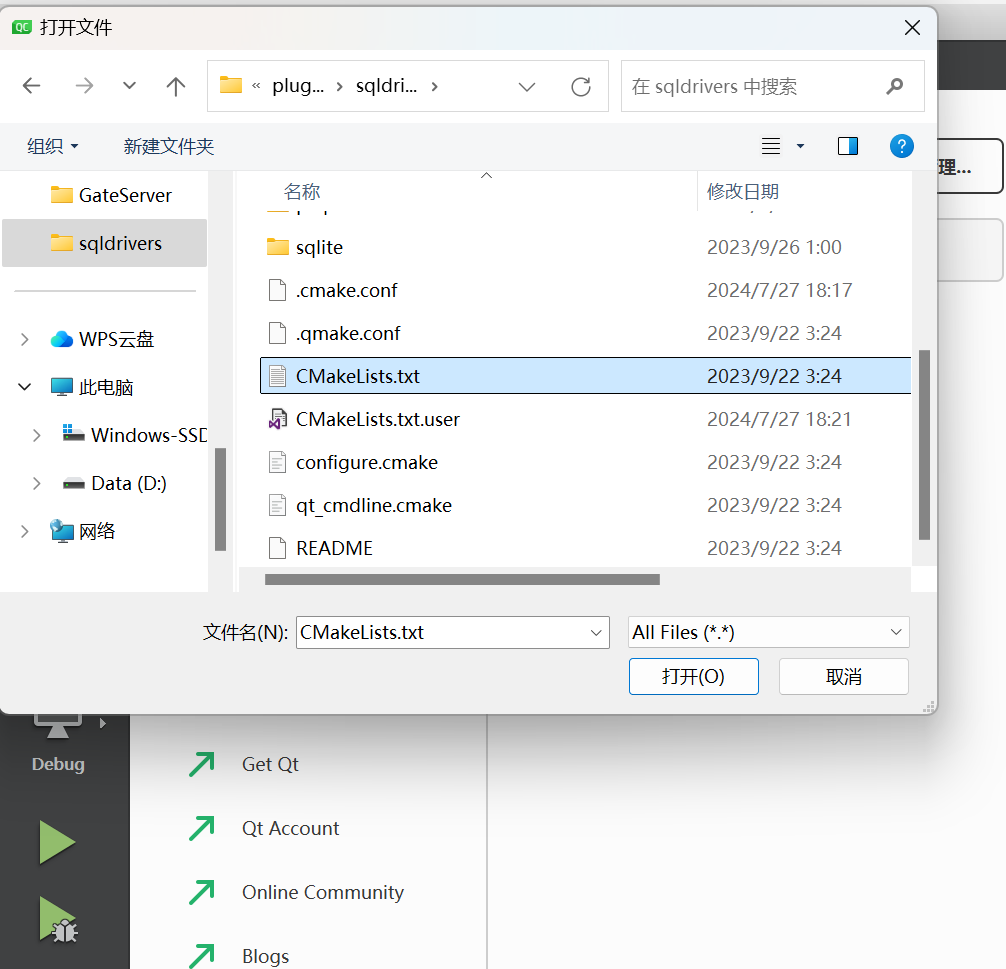 QC 打开文件
« plug... › sqldri... ›
在 sqldrivers 中搜索
组织
新建文件夹
?
理...
GateServer
sqldrivers
WPS云盘
此电脑
Windows-SSD
Data (D:)
网络
名称 修改日期
sqlite 2023/9/26 1:00
.cmake.conf 2024/7/27 18:17
.qmake.conf 2023/9/22 3:24
CMakeLists.txt 2023/9/22 3:24
CMakeLists.txt.user 2024/7/27 18:21
configure.cmake 2023/9/22 3:24
qt_cmdline.cmake 2023/9/22 3:24
README 2023/9/22 3:24
文件名(N): CMakeLists.txt
All Files (*.*)
打开(O) 取消
Debug
Get Qt
Qt Account
Online Community
Blogs